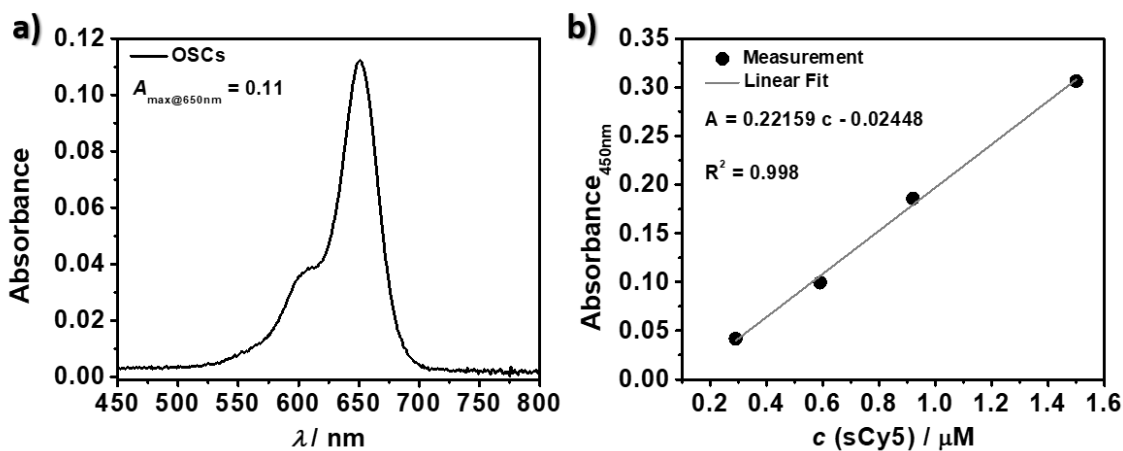 a)
0.12
0.10
0.08
0.06
0.04
0.02
0.00
Absorbance
OSCs
A max@650nm = 0.11
450 500 550 600 650 700 750 800
λ / nm
b)
0.35
0.30
0.25
0.20
0.15
0.10
0.05
0.00
Absorbance450nm
Measurement
Linear Fit
A = 0.22159 c - 0.02448
R² = 0.998
0.2 0.4 0.6 0.8 1.0 1.2 1.4 1.6
c (sCy5) / μM